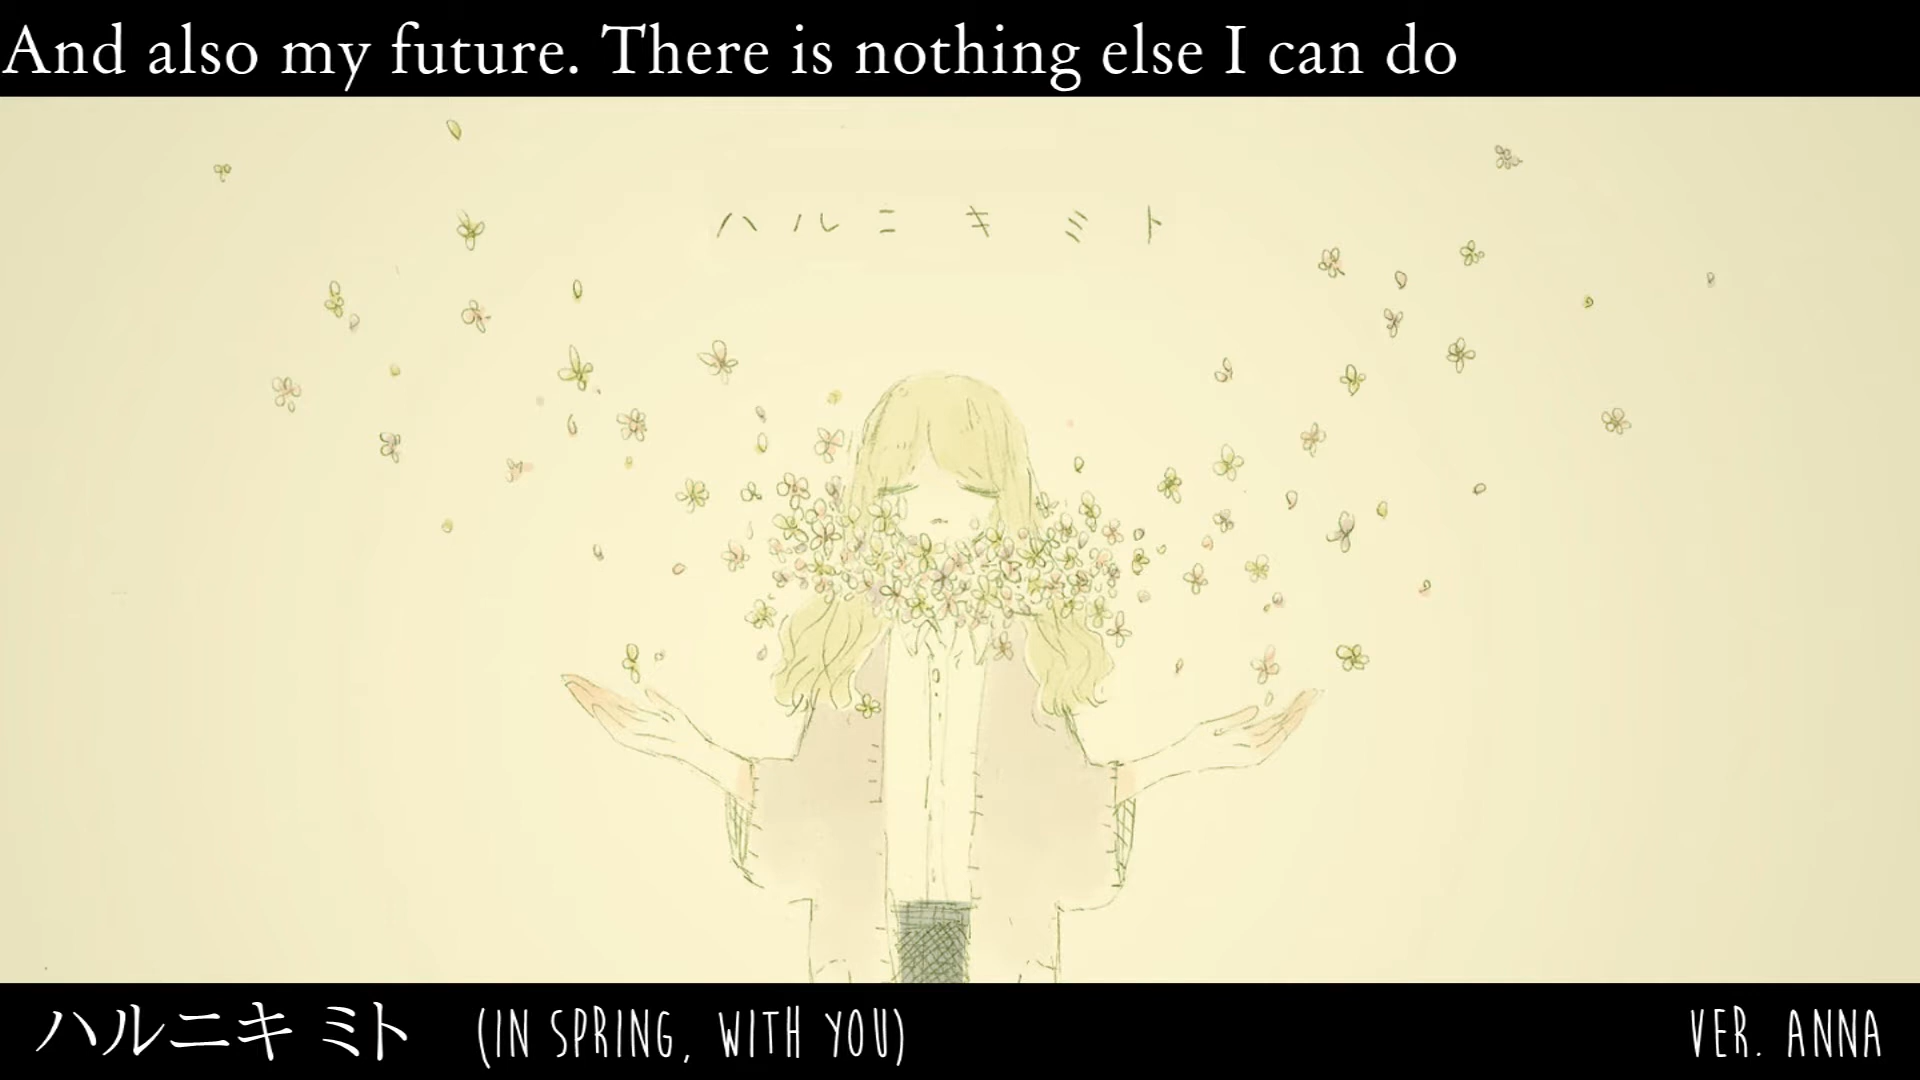 And also my future. There is nothing else I can do
ハルニキミト
ハルニキ ミト (IN SPRING, WITH YOU) VER. ANNA